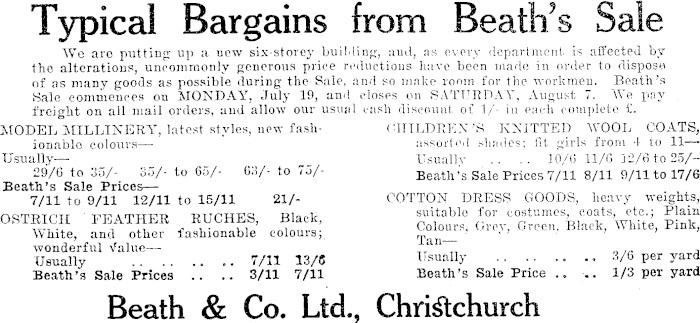 Typical Bargains from Beath's Sale
We are putting up a new six-storey building, and, as every department is affected by
the alterations, uncommonly generous price reductions have been made in order to dispose
of as many goods as possible during the Sale, and so make room for the workmen. Beath's
Sale commences on MONDAY, July 19, and closes on SATURDAY, August 7. We pay
freight on all mail orders, and allow our usual cash discount of 1/- in each complete £.
MODEL MILLINERY, latest styles, new fash-
ionable colours—
Usually—
29/6 to 35/- 35/- to 65/- 63/- to 75/-
Beath's Sale Prices—
7/11 to 9/11 12/11 to 15/11 21/-
OSTRICH FEATHER RUCHES, Black,
White, and other fashionable colours;
wonderful value—
Usually .. .. .. .. 7/11 13/6
Beath's Sale Prices .. .. 3/11 7/11
CHILDREN'S KNITTED WOOL COATS,
assorted shades; fit girls from 4 to 11—
Usually .. .. 10/6 11/6 12/6 to 25/-
Beath's Sale Prices 7/11 8/11 9/11 to 17/6
COTTON DRESS GOODS, heavy weights,
suitable for costumes, coats, etc.; Plain
Colours, Grey, Green, Black, White, Pink,
Tan—
Usually .. .. .. .. 3/6 per yard
Beath's Sale Price .. .. .. 1/3 per yard
Beath & Co. Ltd., Christchurch